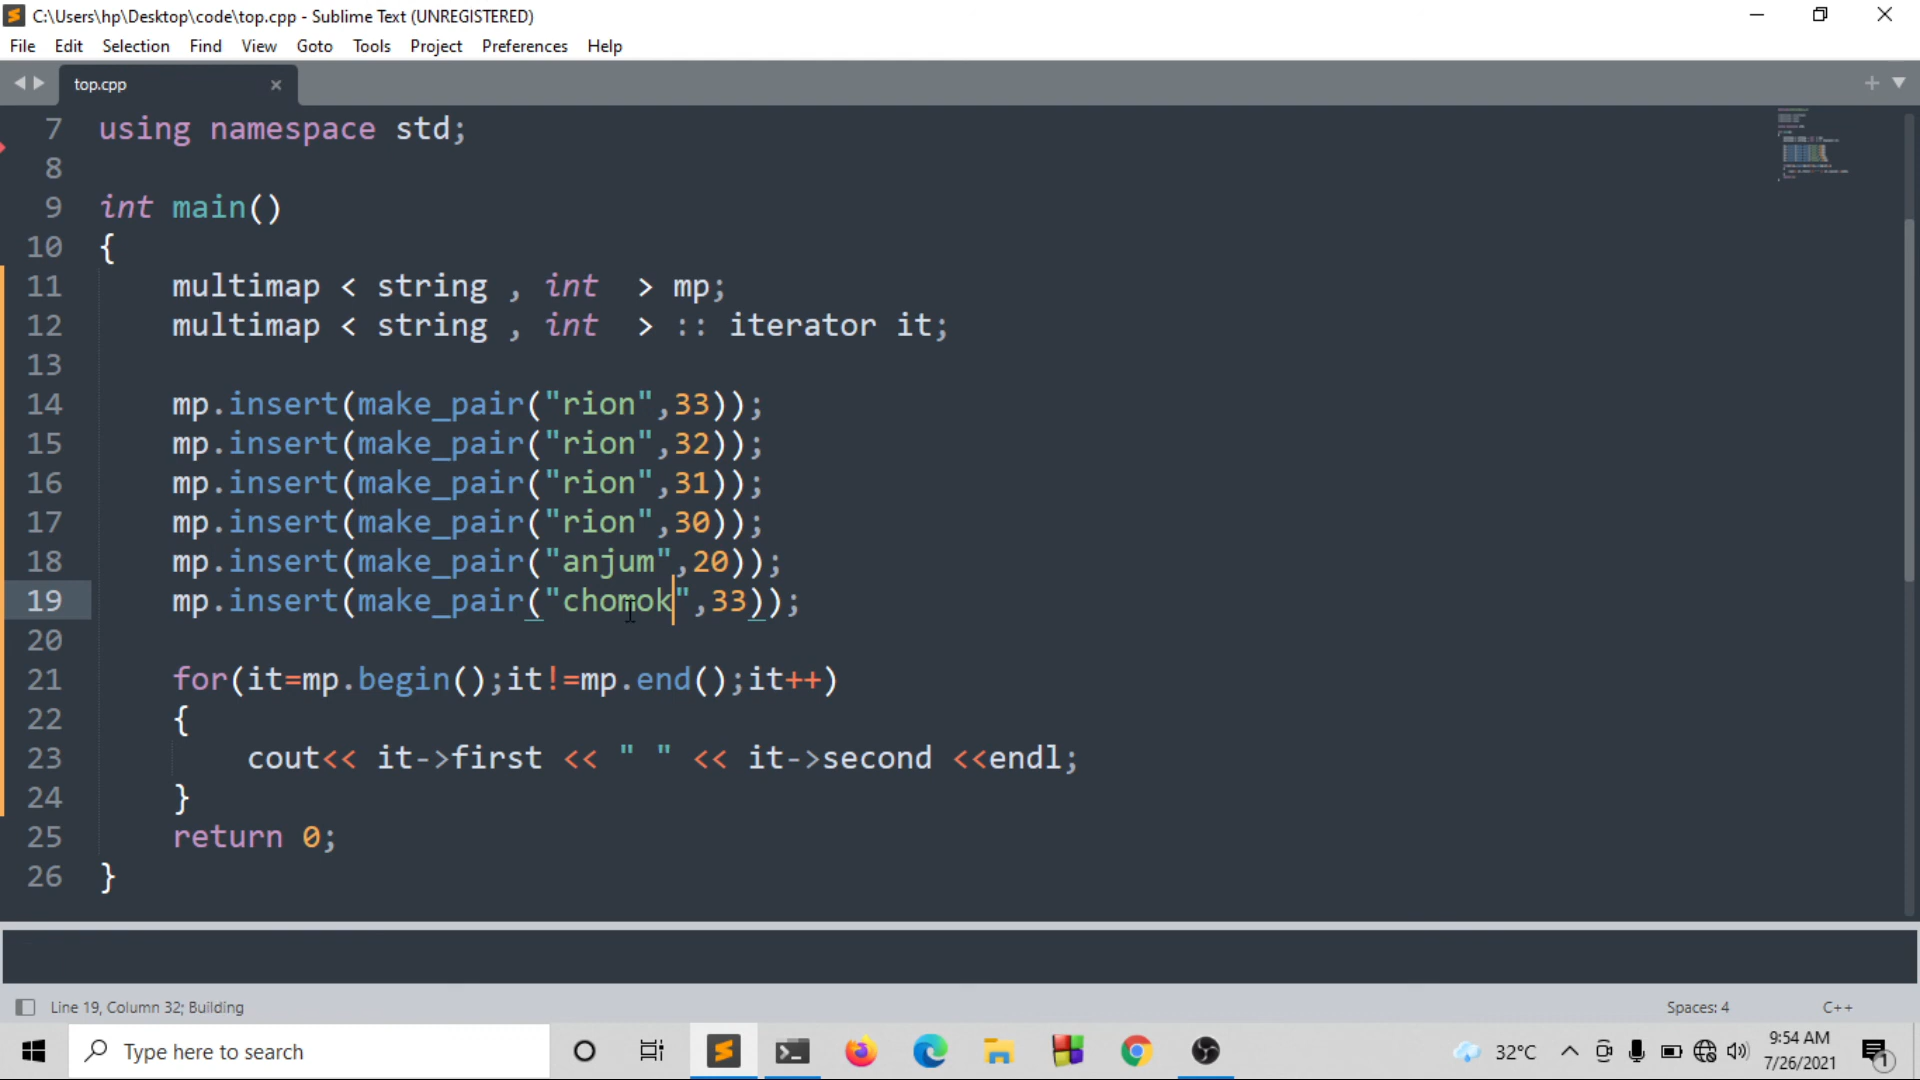 C:\Users\hp\Desktop\code\top.cpp - Sublime Text (UNREGISTERED)
File Edit Selection Find View Goto Tools Project Preferences Help
top.cpp
7 using namespace std;
8
9 int main()
10 {
11 multimap < string , int  > mp;
12 multimap < string , int  > :: iterator it;
13
14 mp.insert(make_pair("rion",33));
15 mp.insert(make_pair("rion",32));
16 mp.insert(make_pair("rion",31));
17 mp.insert(make_pair("rion",30));
18 mp.insert(make_pair("anjum",20));
19 mp.insert(make_pair("chomok",33));
20
21 for(it=mp.begin();it!=mp.end();it++)
22 {
23 cout<< it->first << " " << it->second <<endl;
24 }
25 return 0;
26 }
Line 19, Column 32; Building Spaces: 4 C++
Type here to search 32°C 9:54 AM
7/26/2021 1